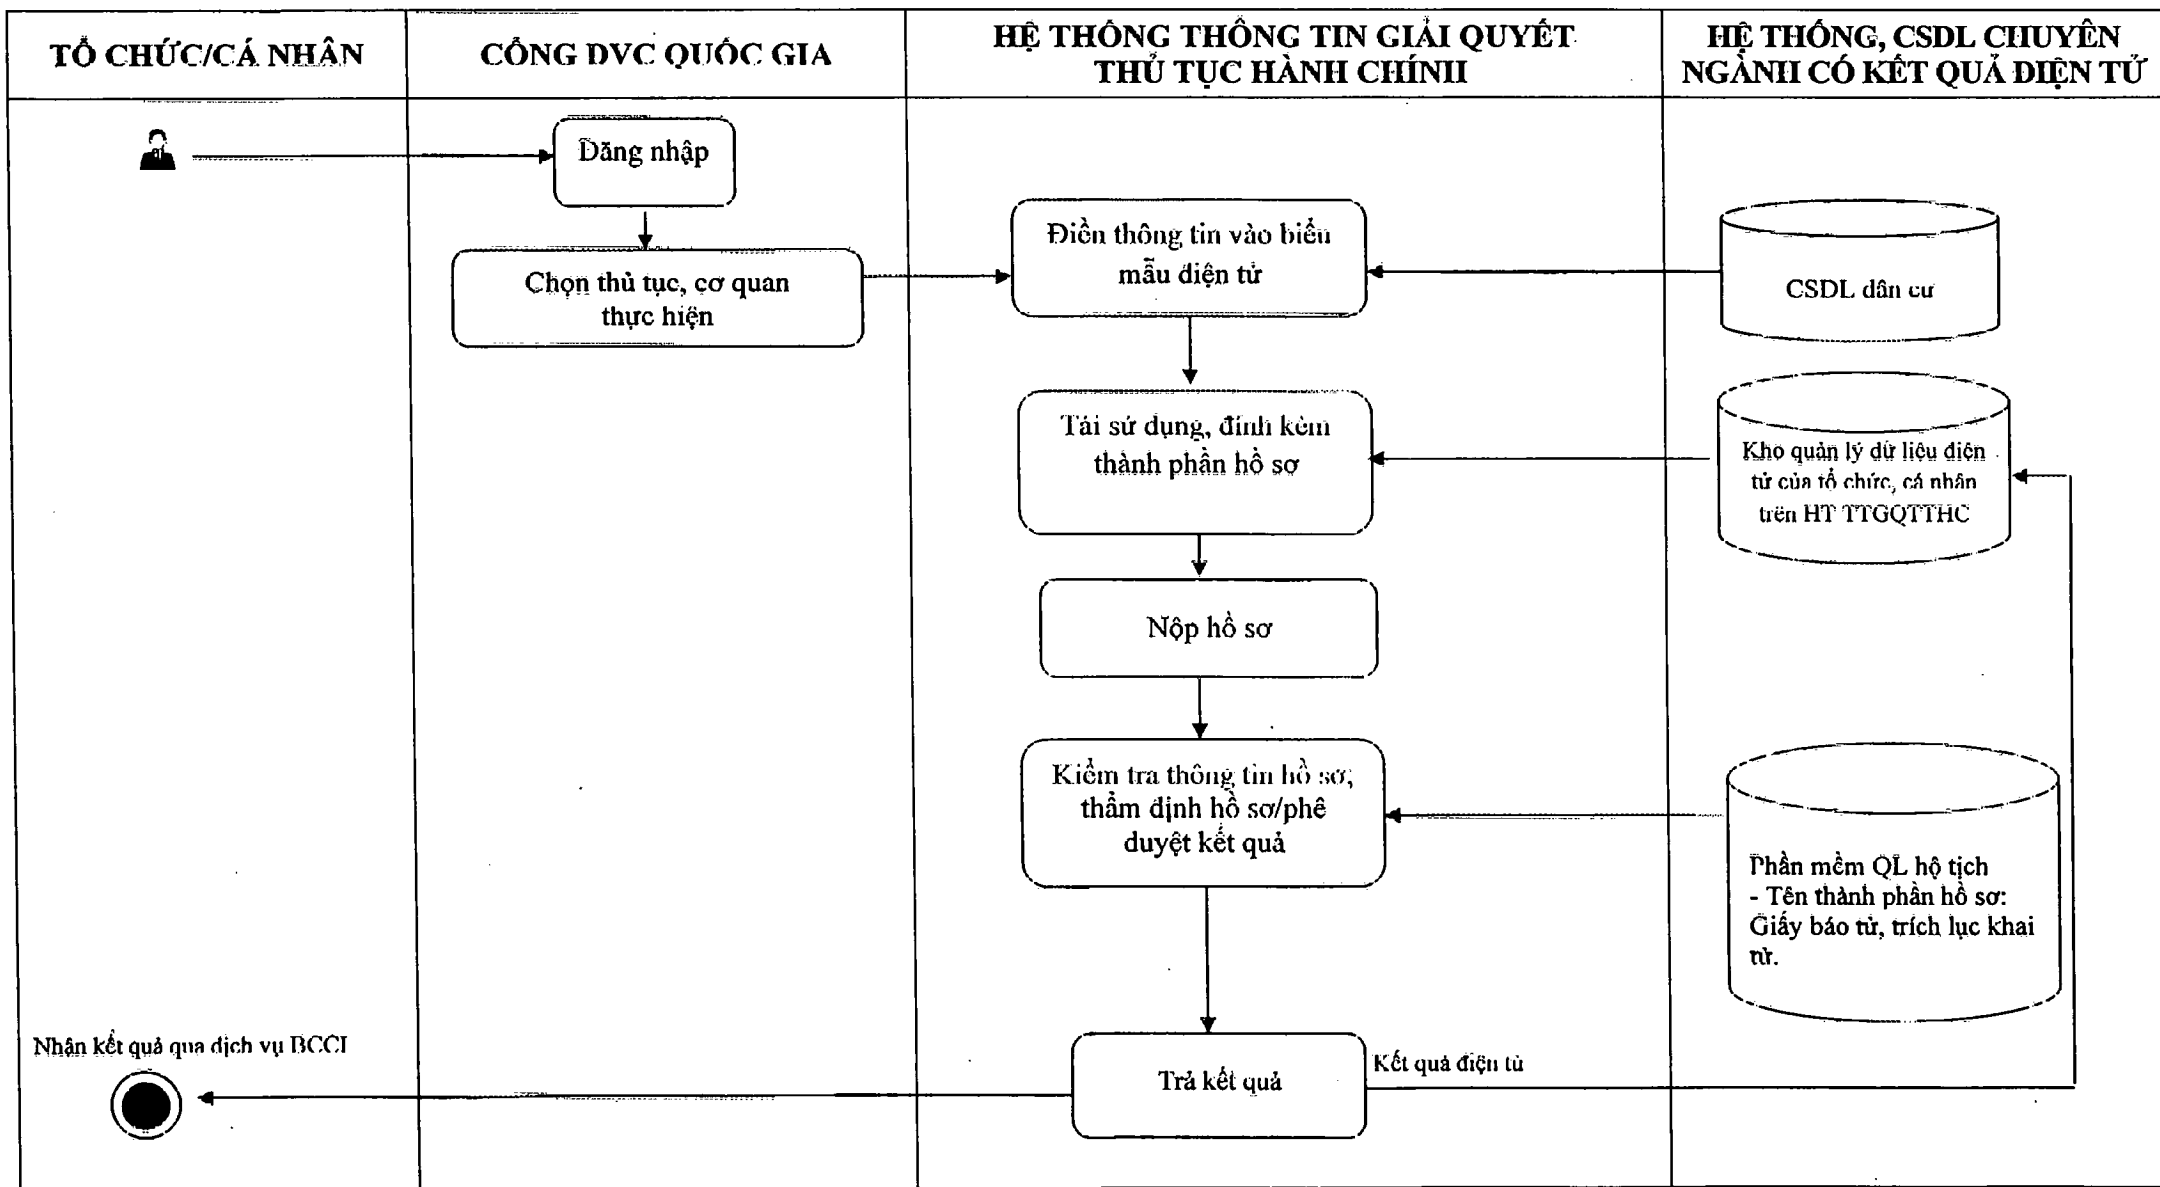 TỔ CHỨC/CÁ NHÂN
CỔNG DVC QUỐC GIA
HỆ THỐNG THÔNG TIN GIẢI QUYẾT
THỦ TỤC HÀNH CHÍNH
HỆ THỐNG, CSDL CHUYÊN
NGÀNH CÓ KẾT QUẢ ĐIỆN TỬ
Đăng nhập
Chọn thủ tục, cơ quan
thực hiện
Điền thông tin vào biểu
mẫu điện tử
CSDL dân cư
Tái sử dụng, đính kèm
thành phần hồ sơ
Kho quản lý dữ liệu điện
tử của tổ chức, cá nhân
trên HT TTGQTTHC
Nộp hồ sơ
Kiểm tra thông tin hồ sơ;
thẩm định hồ sơ/phê
duyệt kết quả
Phần mềm QL hộ tịch
- Tên thành phần hồ sơ:
Giấy báo tử, trích lục khai
tử.
Nhận kết quả qua dịch vụ BCCI
Trả kết quả
Kết quả điện tử